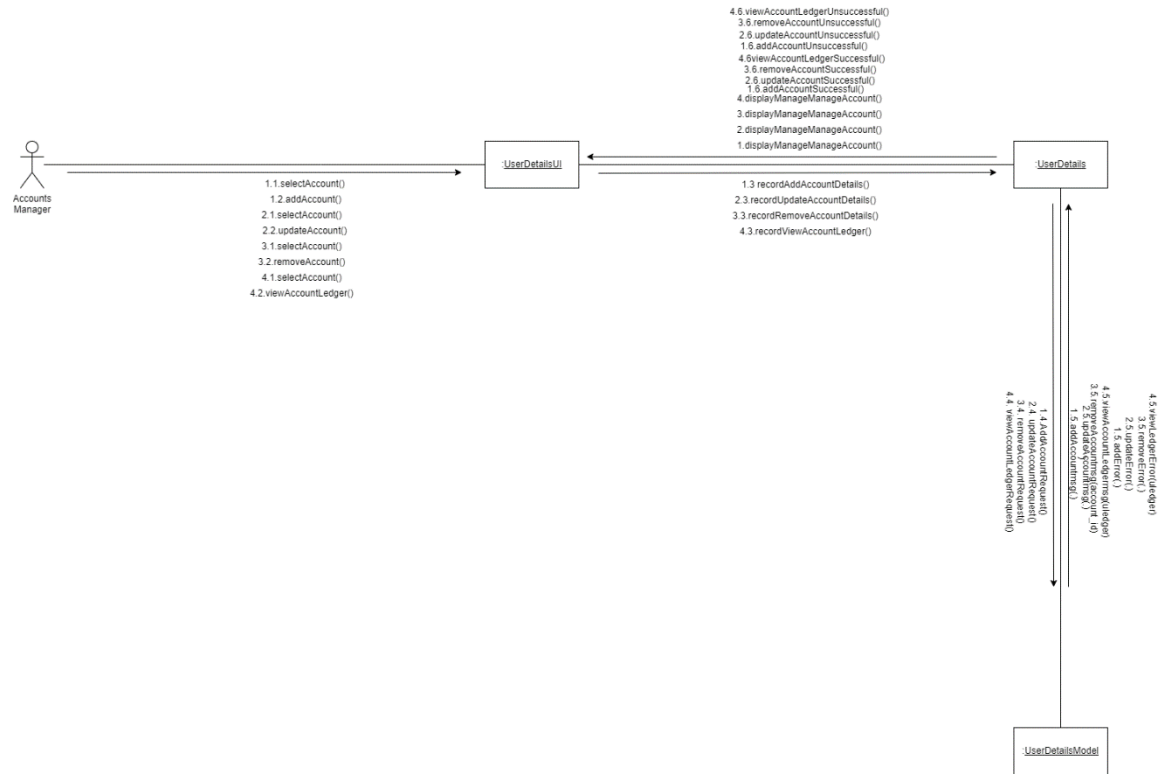 4.6.viewAccountLedgerUnsuccessful()
3.6.removeAccountUnsuccessful()
2.6.updateAccountUnsuccessful()
1.6.addAccountUnsuccessful()
4.6viewAccountLedgerSuccessful()
3.6.removeAccountSuccessful()
2.6.updateAccountSuccessful()
1.6.addAccountSuccessful()
4.displayManageManageAccount()
3.displayManageManageAccount()
2.displayManageManageAccount()
1.displayManageManageAccount()
Accounts
Manager
:UserDetailsUI
:UserDetails
1.1.selectAccount()
1.2.addAccount()
2.1.selectAccount()
2.2.updateAccount()
3.1.selectAccount()
3.2.removeAccount()
4.1.selectAccount()
4.2.viewAccountLedger()
1.3 recordAddAccountDetails()
2.3.recordUpdateAccountDetails()
3.3.recordRemoveAccountDetails()
4.3.recordViewAccountLedger()
4.5.viewLedgerError(uledger)
3.5.removeError(.)
2.5.updateError(.)
1.5.addError(.)
4.5.viewAccountLedgermsg(uledger)
3.5.removeAccountmsg(account_id)
2.5.updateAccountmsg(.)
1.5.addAccountmsg(.)
1.4.AddAccountRequest()
2.4. updateAccountRequest()
3.4. removeAccountRequest()
4.4. viewAccountLedgerRequest()
:UserDetailsModel